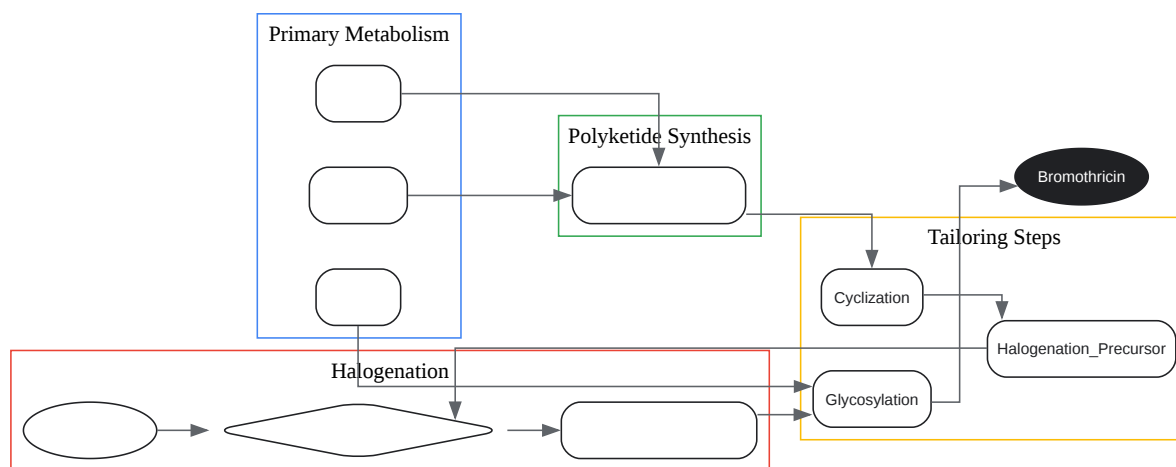 Primary Metabolism
Polyketide Synthesis
Bromothricin
Tailoring Steps
Cyclization
Halogenation_Precursor
Halogenation
Glycosylation